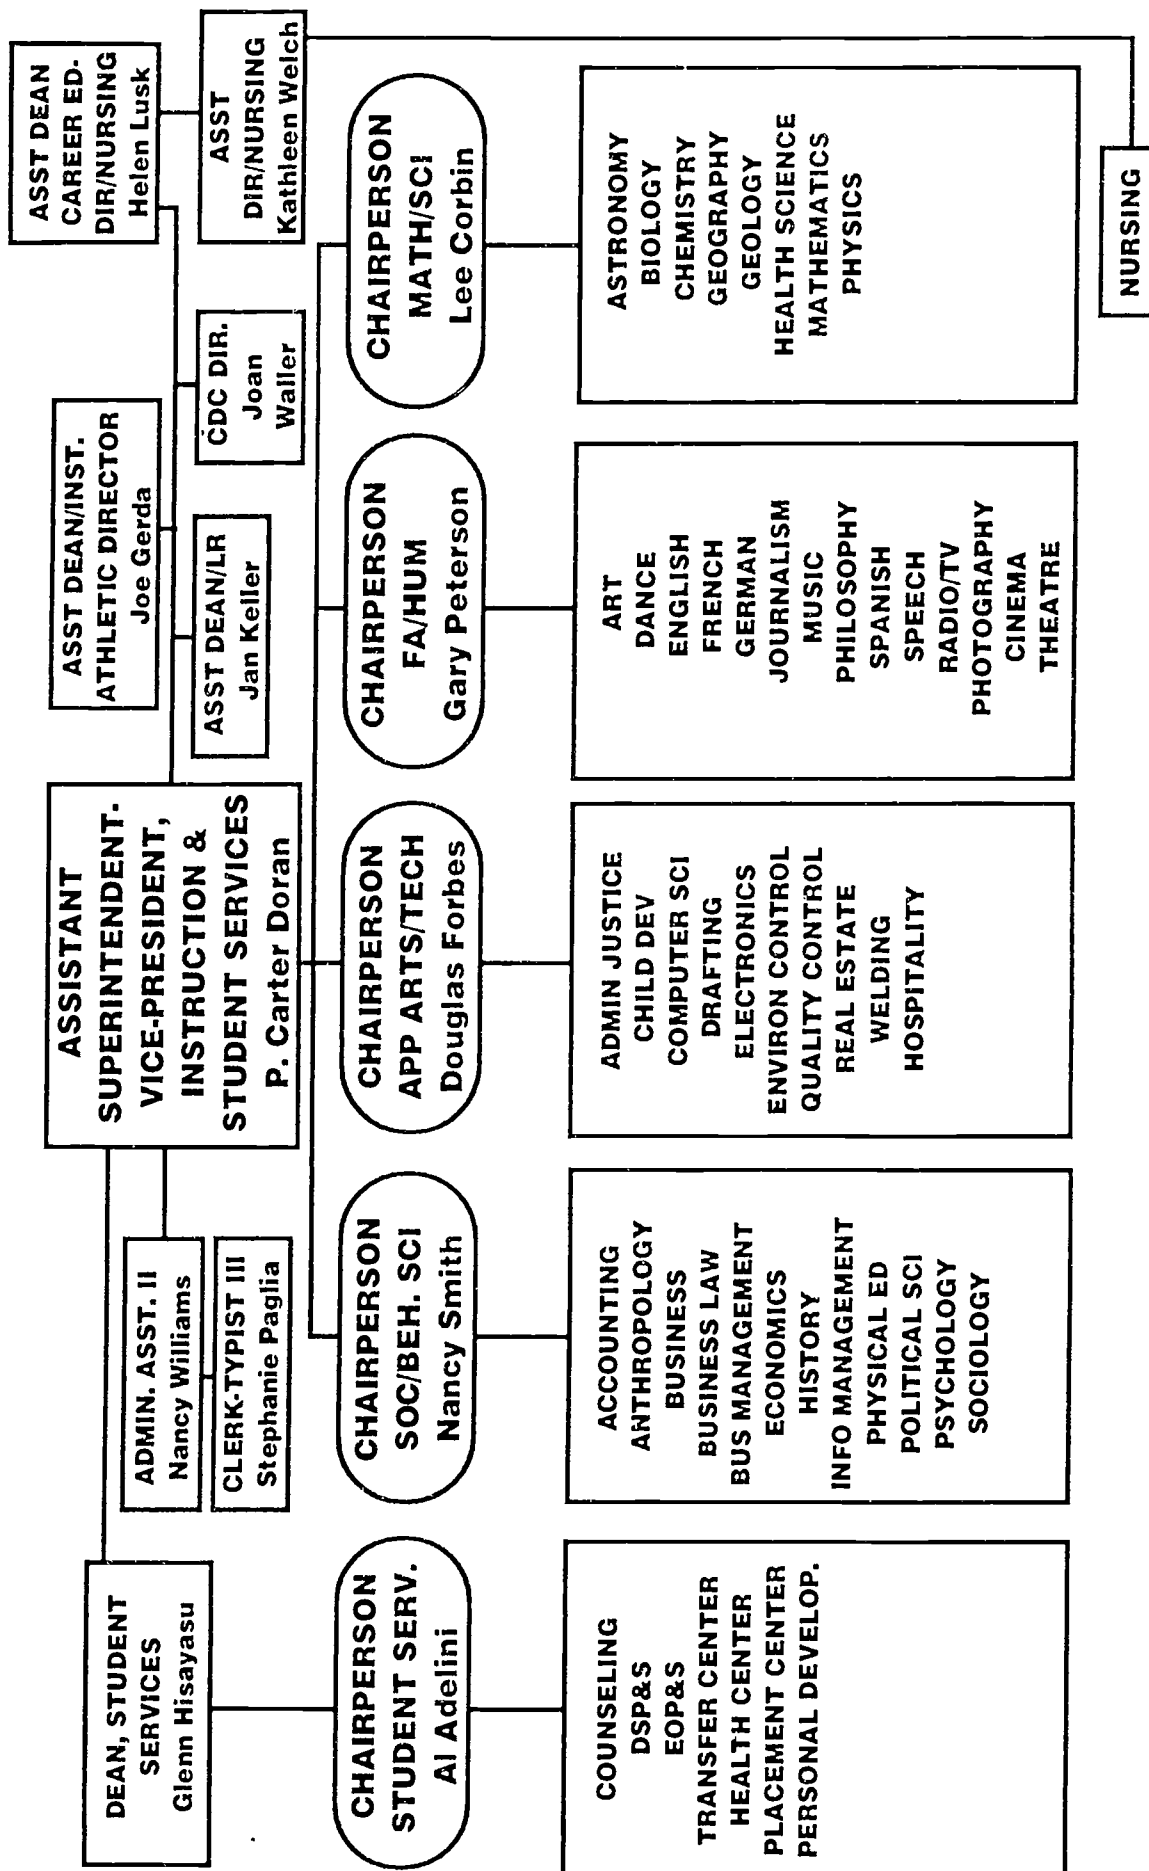 ASSISTANT
SUPERINTENDENT-
VICE-PRESIDENT,
INSTRUCTION &
STUDENT SERVICES
P. Carter Doran
DEAN, STUDENT
SERVICES
Glenn Hisayasu
ADMIN. ASST. II
Nancy Williams
CLERK-TYPIST III
Stephanie Paglia
ASST DEAN/LR
Jan Keller
ASST DEAN/INST.
ATHLETIC DIRECTOR
Joe Gerda
CDC DIR.
Joan
Waller
ASST DEAN
CAREER ED-
DIR/NURSING
Helen Lusk
ASST
DIR/NURSING
Kathleen Welch
CHAIRPERSON
STUDENT SERV.
Al Adelini
CHAIRPERSON
SOC/BEH. SCI
Nancy Smith
CHAIRPERSON
APP ARTS/TECH
Douglas Forbes
CHAIRPERSON
FA/HUM
Gary Peterson
CHAIRPERSON
MATH/SCI
Lee Corbin
COUNSELING
DSP&S
EOP&S
TRANSFER CENTER
HEALTH CENTER
PLACEMENT CENTER
PERSONAL DEVELOP.
ACCOUNTING
ANTHROPOLOGY
BUSINESS
BUSINESS LAW
BUS MANAGEMENT
ECONOMICS
HISTORY
INFO MANAGEMENT
PHYSICAL ED
POLITICAL SCI
PSYCHOLOGY
SOCIOLOGY
ADMIN JUSTICE
CHILD DEV
COMPUTER SCI
DRAFTING
ELECTRONICS
ENVIRON CONTROL
QUALITY CONTROL
REAL ESTATE
WELDING
HOSPITALITY
ART
DANCE
ENGLISH
FRENCH
GERMAN
JOURNALISM
MUSIC
PHILOSOPHY
SPANISH
SPEECH
RADIO/TV
PHOTOGRAPHY
CINEMA
THEATRE
ASTRONOMY
BIOLOGY
CHEMISTRY
GEOGRAPHY
GEOLOGY
HEALTH SCIENCE
MATHEMATICS
PHYSICS
NURSING